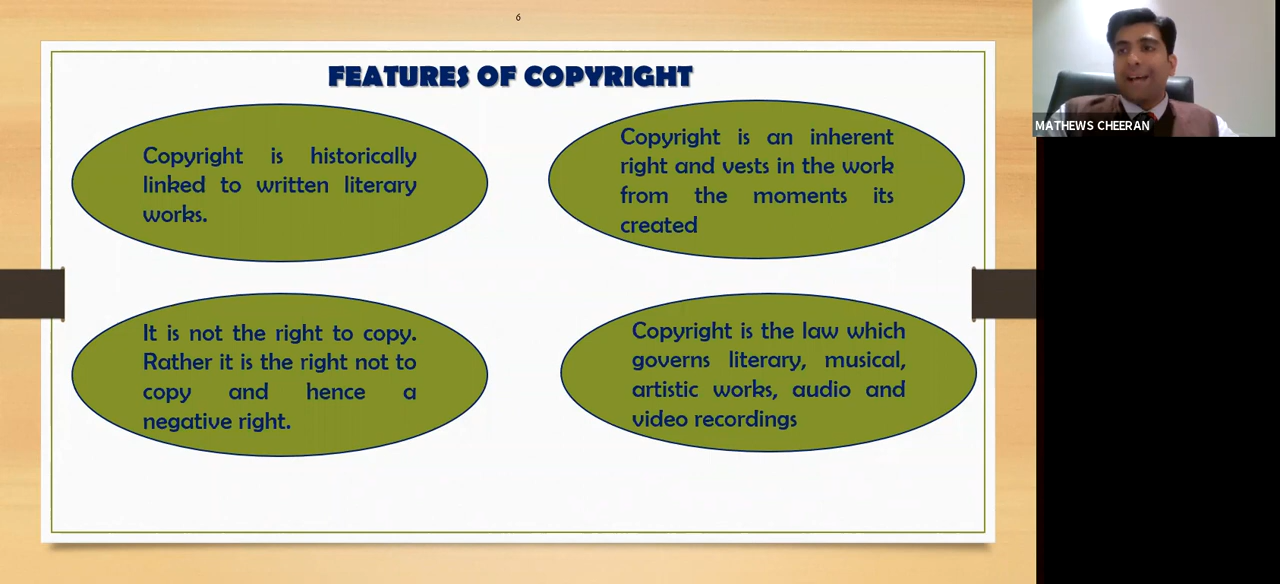 6
FEATURES OF COPYRIGHT
Copyright is historically
linked to written literary
works.
Copyright is an inherent
right and vests in the work
from the moments its
created
It is not the right to copy.
Rather it is the right not to
copy and hence a
negative right.
Copyright is the law which
governs literary, musical,
artistic works, audio and
video recordings
MATHEWS CHEERAN